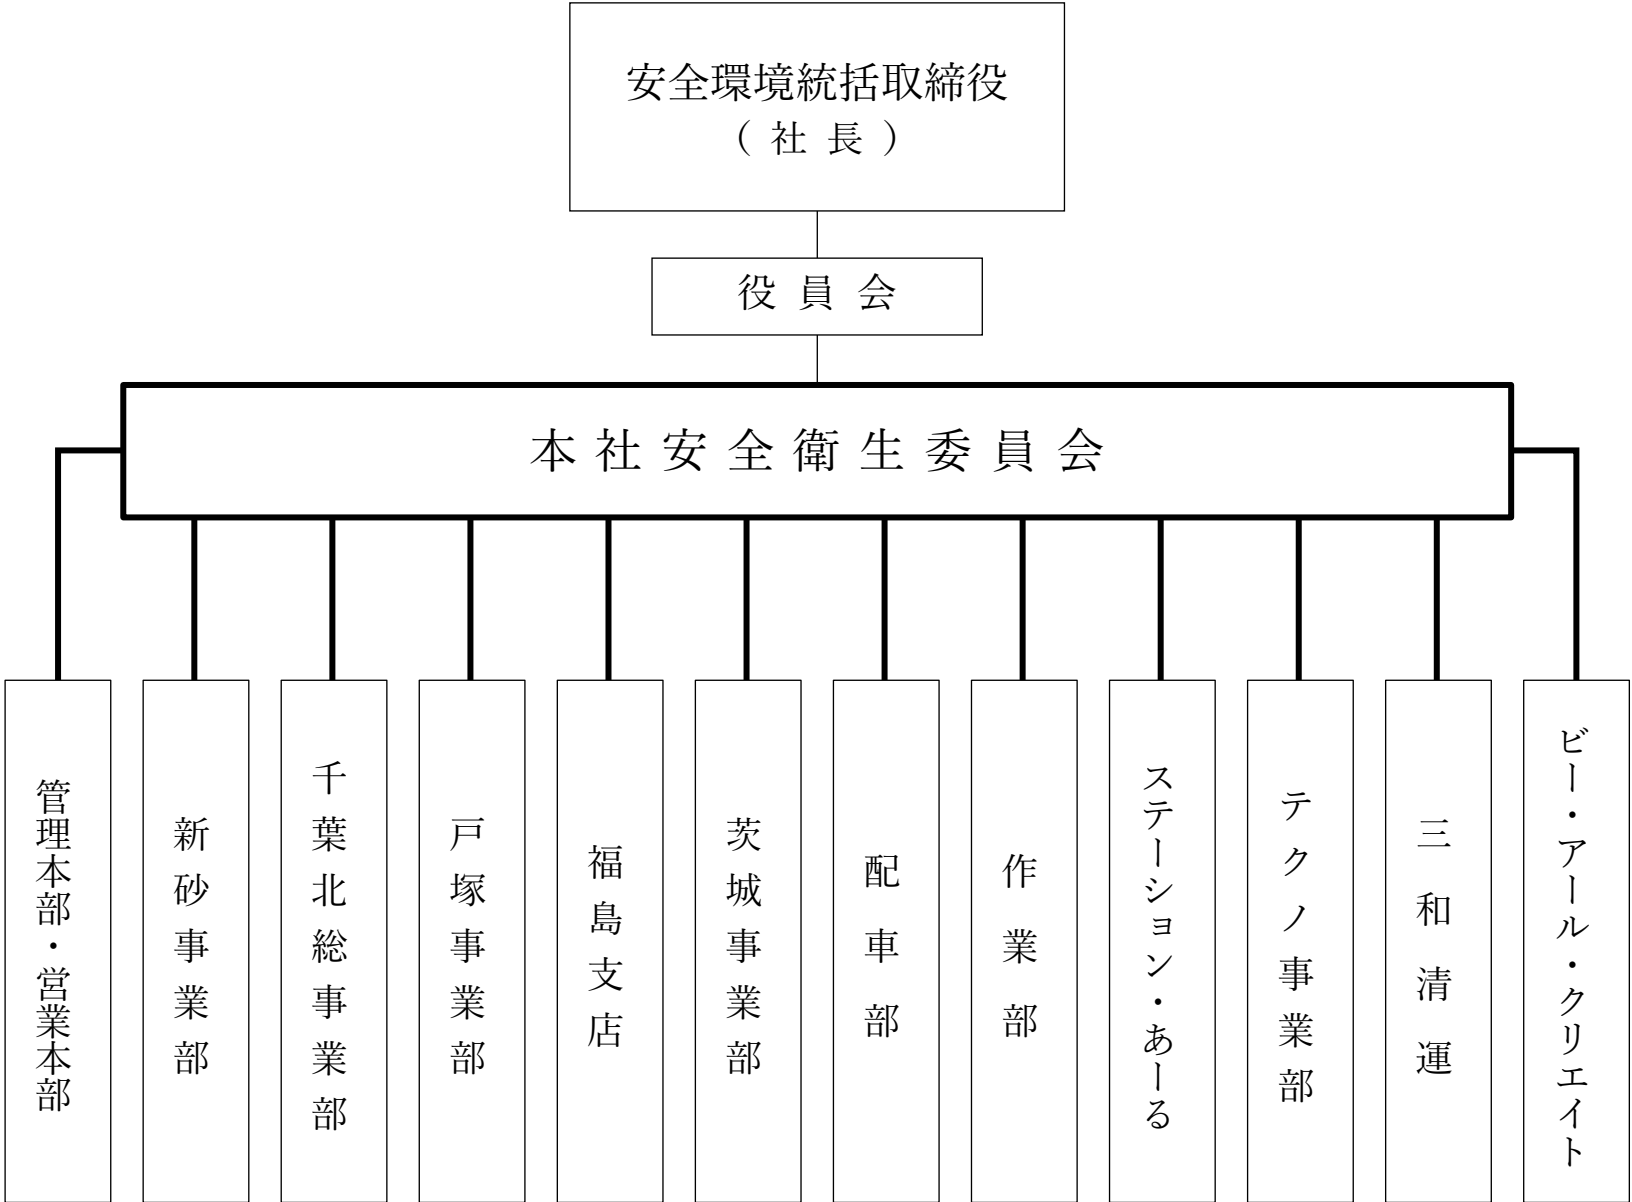 安全環境統括取締役
（社長）
役員会
本社安全衛生委員会
管理本部・営業本部
新砂事業部
千葉北総事業部
戸塚事業部
福島支店
茨城事業部
配車部
作業部
ステーション・あーる
テクノ事業部
三和清運
ビー・アール・クリエイト